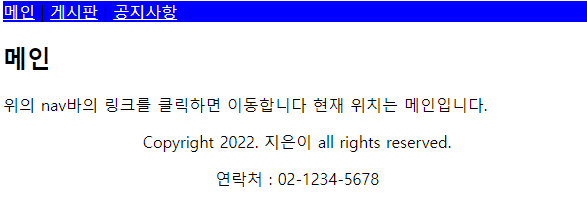 메인 | 게시판 | 공지사항
메인
위의 nav바의 링크를 클릭하면 이동합니다 현재 위치는 메인입니다.
Copyright 2022. 지은이 all rights reserved.
연락처 : 02-1234-5678